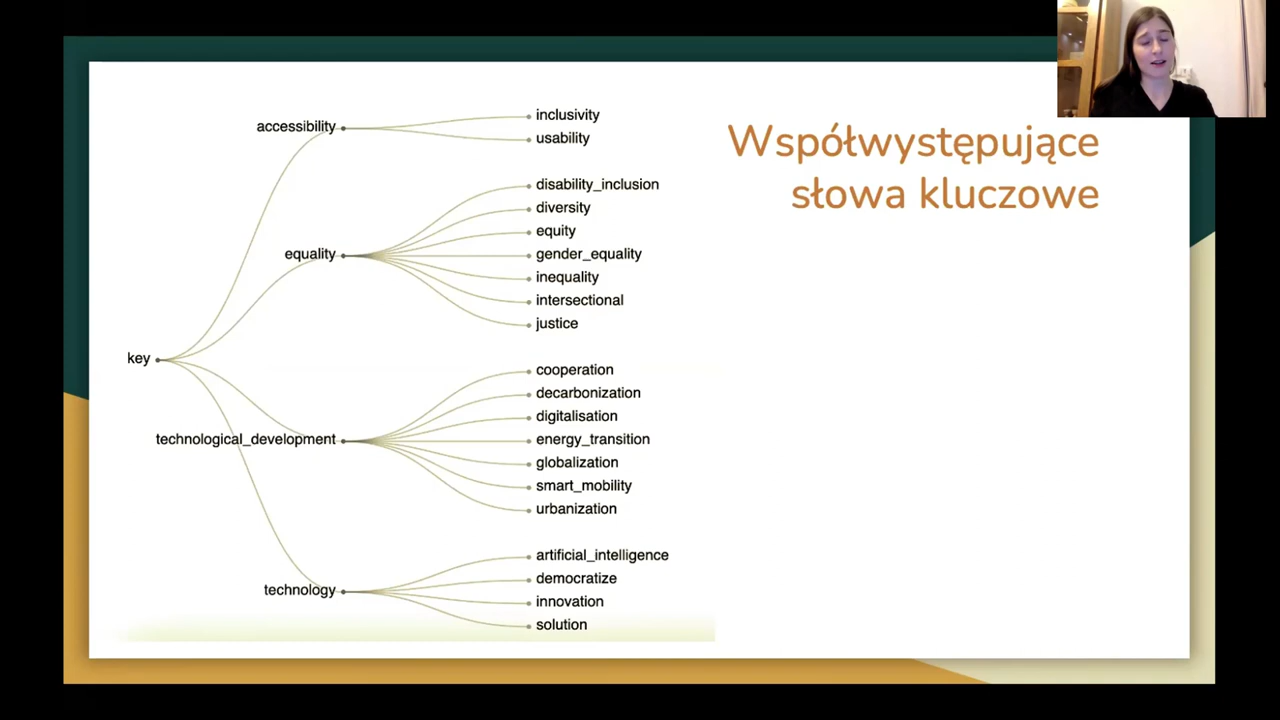 Współwystępujące
słowa kluczowe
key
accessibility
inclusivity
usability
equality
disability_inclusion
diversity
equity
gender_equality
inequality
intersectional
justice
technological_development
cooperation
decarbonization
digitalisation
energy_transition
globalization
smart_mobility
urbanization
technology
artificial_intelligence
democratize
innovation
solution